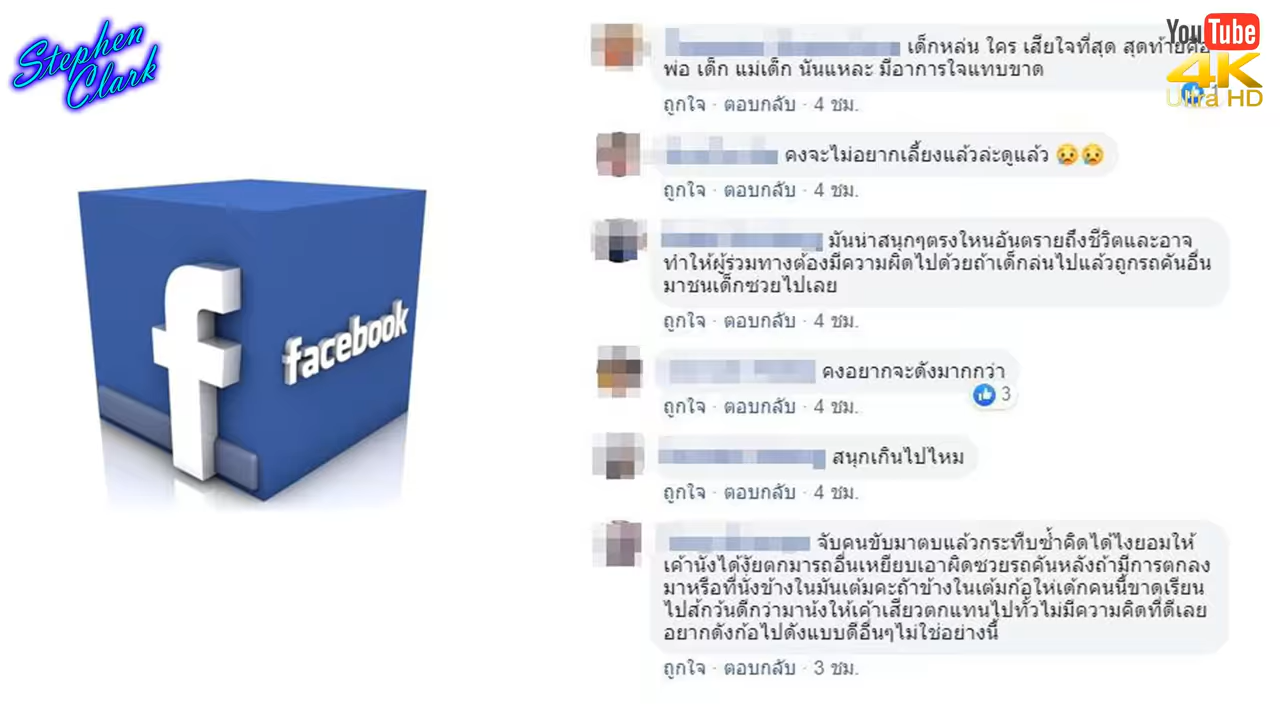 Stephen
Clark
f
facebook
YouTube
4K
Ultra HD
เด็กหล่น ใคร เสียใจที่สุด สุดท้ายคือ
พ่อ เด็ก แม่เด็ก นั่นแหละ มีอาการใจแทบขาด
ถูกใจ · ตอบกลับ · 4 ชม.
คงจะไม่อยากเลี้ยงแล้วล่ะดูแล้ว 😢😢
ถูกใจ · ตอบกลับ · 4 ชม.
มันน่าสนุกๆตรงใหนอันตรายถึงชีวิตและอาจ
ทำให้ผู้ร่วมทางต้องมีความผิดไปด้วยถ้าเด็กล่นไปแล้วถูกรถคันอื่น
มาชนเด็กซวยไปเลย
ถูกใจ · ตอบกลับ · 4 ชม.
คงอยากจะดังมากกว่า
3
ถูกใจ · ตอบกลับ · 4 ชม.
สนุกเกินไปไหม
ถูกใจ · ตอบกลับ · 4 ชม.
จับคนขับมาตบแล้วกระทืบซ้ำคิดได้ไงยอมให้
เค้านั่งได้งัยตกมารถอื่นเหยียบเอาผิดซวยรถคันหลังถ้ามีการตกลง
มาหรือที่นั่งข้างในมันเต้มคะถ้าข้างในเต้มก้อให่เด้กคนนี้ขาดเรียน
ไปส้กว้นดีกว่ามานั้งให้เค้าเสียวตกแทนไปทั้วไม่มีความคิดที่ดีเลย
อยากดังก้อไปดังแบบดีอื่นๆไม่ใช่อย่างนี้
ถูกใจ · ตอบกลับ · 3 ชม.